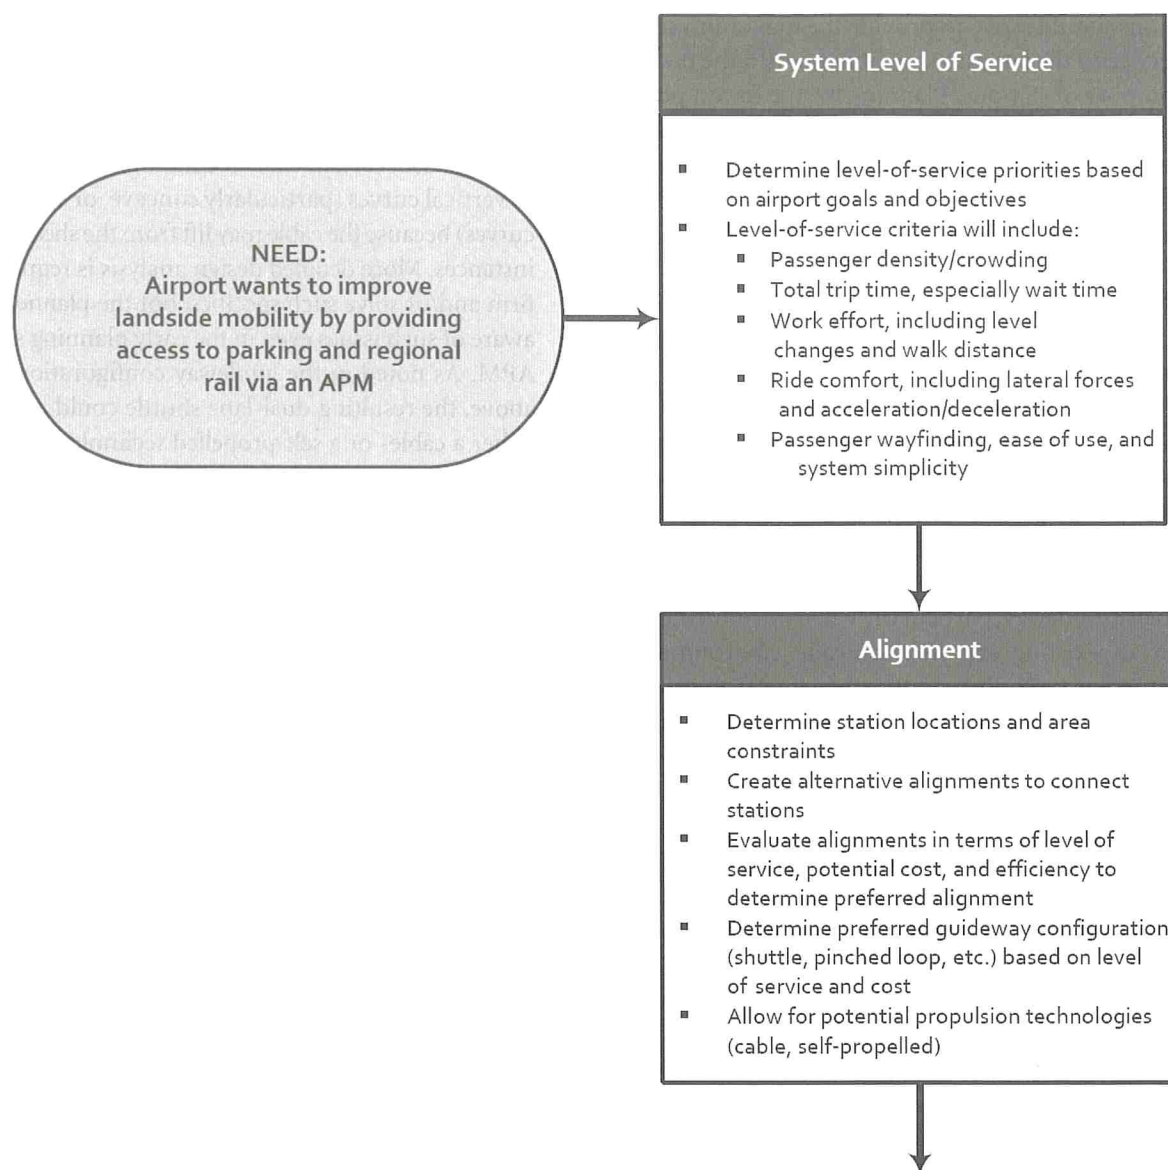 System Level of Service
▪ Determine level-of-service priorities based
on airport goals and objectives
▪ Level-of-service criteria will include:
▪ Passenger density/crowding
▪ Total trip time, especially wait time
▪ Work effort, including level
changes and walk distance
▪ Ride comfort, including lateral forces
and acceleration/deceleration
▪ Passenger wayfinding, ease of use, and
system simplicity
NEED:
Airport wants to improve
landside mobility by providing
access to parking and regional
rail via an APM
Alignment
▪ Determine station locations and area
constraints
▪ Create alternative alignments to connect
stations
▪ Evaluate alignments in terms of level of
service, potential cost, and efficiency to
determine preferred alignment
▪ Determine preferred guideway configuration
(shuttle, pinched loop, etc.) based on level
of service and cost
▪ Allow for potential propulsion technologies
(cable, self-propelled)